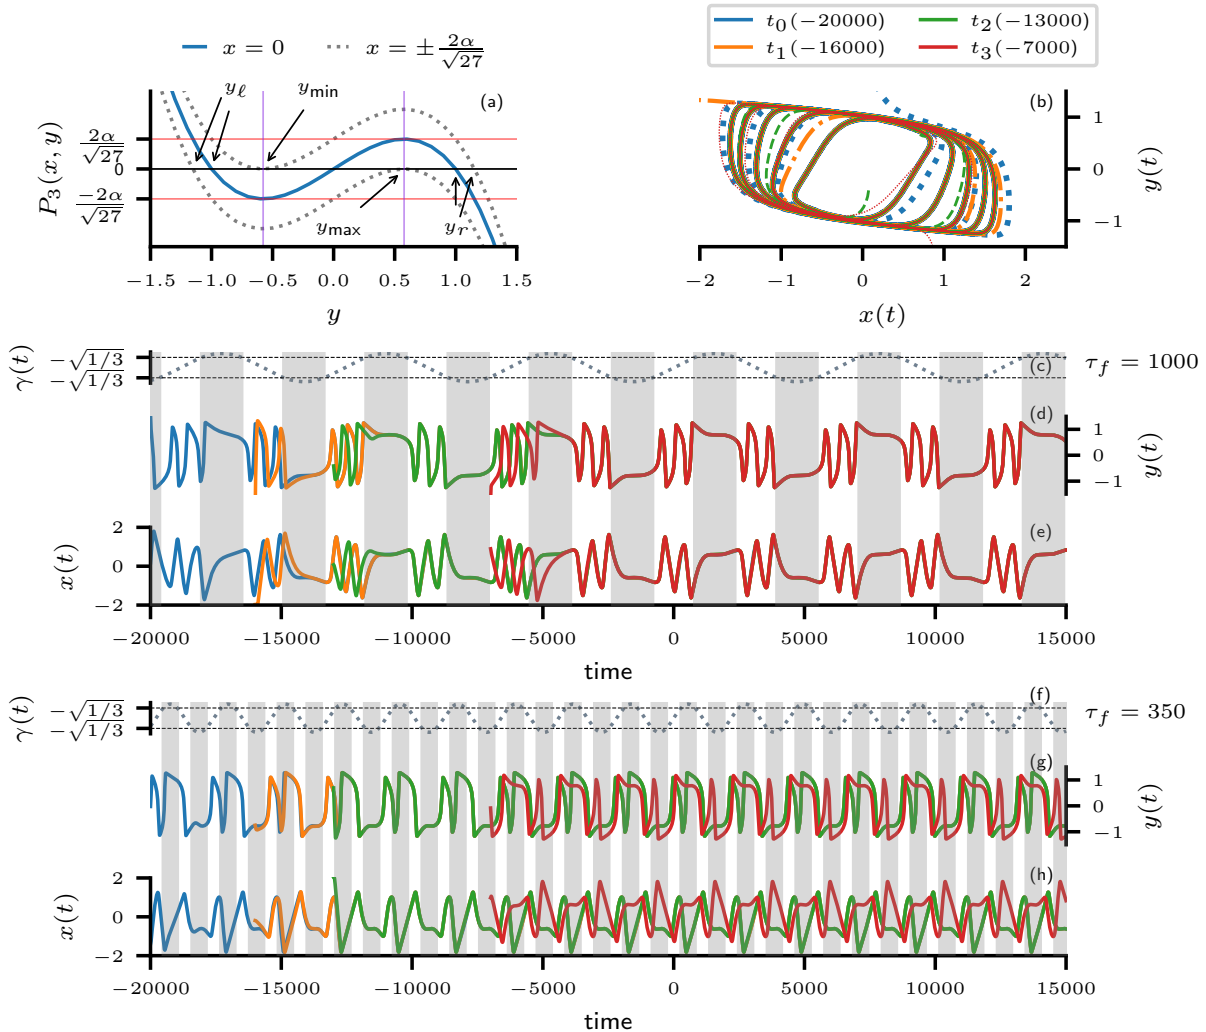 x = 0
x = ± 2α/√27
t₀(−20000)
t₂(−13000)
t₁(−16000)
t₃(−7000)
(a)
y_ℓ
y_min
P₃(x, y)
2α/√27
0
−2α/√27
y_max
y_r
−1.5 −1.0 −0.5 0.0 0.5 1.0 1.5
y
(b)
1
0
−1
y(t)
−2 −1 0 1 2
x(t)
γ(t)
−√1/3
−√1/3
(c)
τ_f = 1000
(d)
1
0
−1
y(t)
x(t)
2
0
−2
(e)
−20000 −15000 −10000 −5000 0 5000 10000 15000
time
γ(t)
−√1/3
−√1/3
(f)
τ_f = 350
(g)
1
0
−1
y(t)
x(t)
2
0
−2
(h)
−20000 −15000 −10000 −5000 0 5000 10000 15000
time